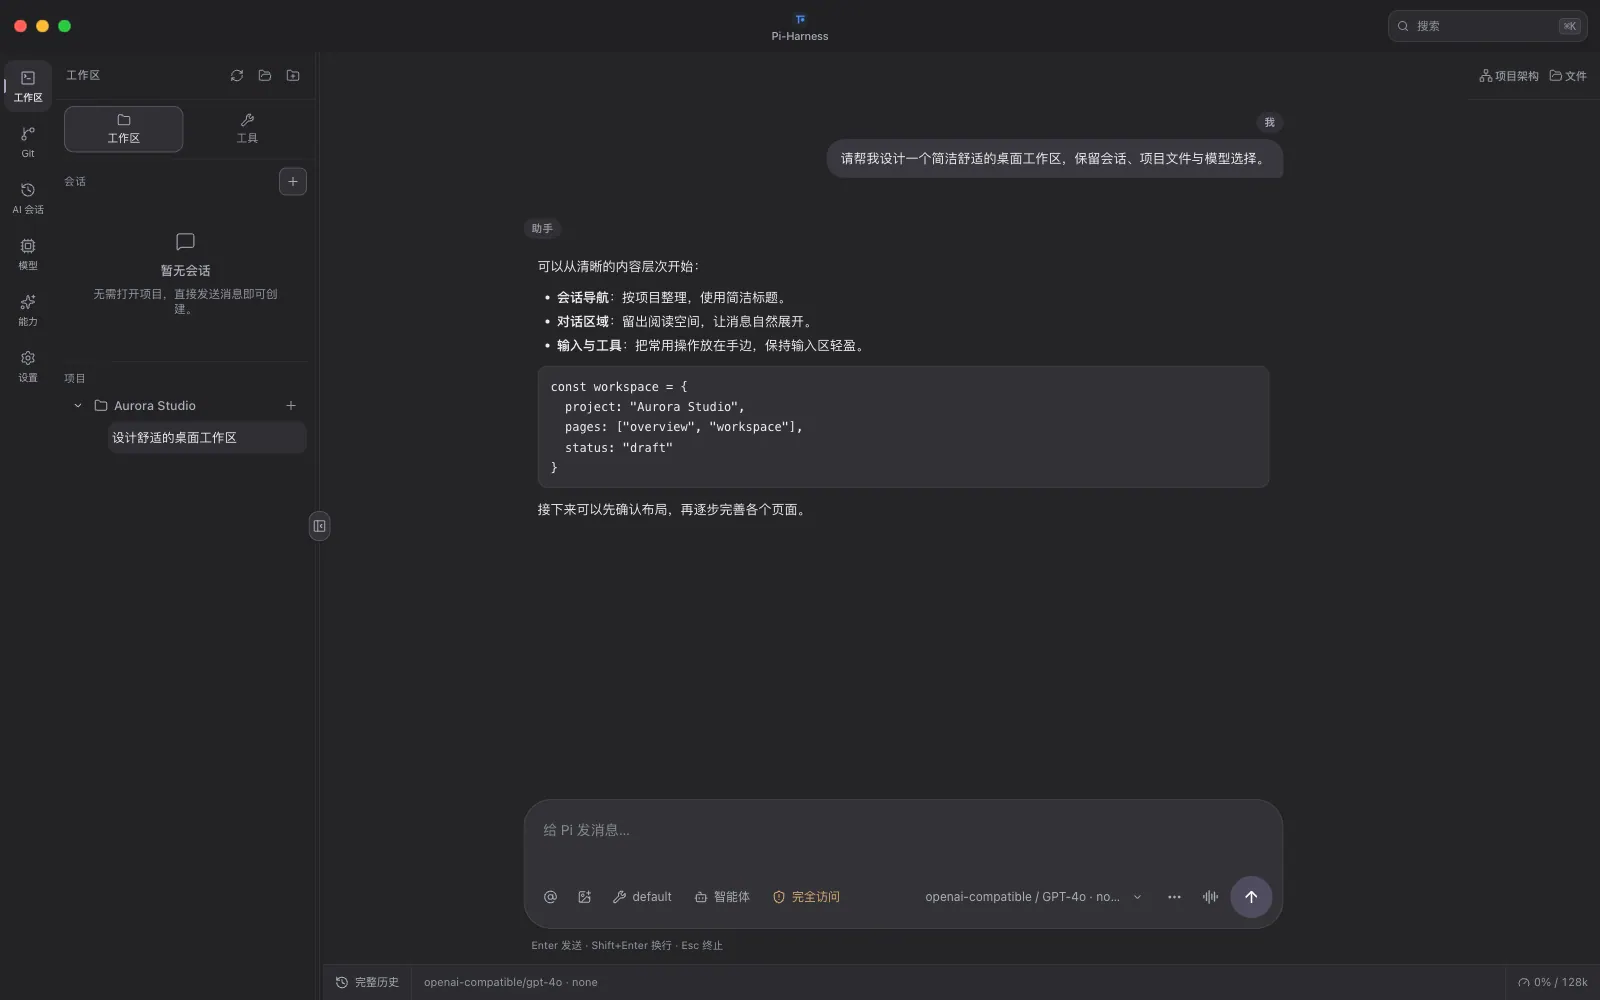 Pi-Harness
搜索
⌘K
工作区
Git
AI 会话
模型
能力
设置
工作区
工作区
工具
会话
暂无会话
无需打开项目，直接发送消息即可创
建。
项目
Aurora Studio
设计舒适的桌面工作区
项目架构
文件
我
请帮我设计一个简洁舒适的桌面工作区，保留会话、项目文件与模型选择。
助手
可以从清晰的内容层次开始：
• 会话导航：按项目整理，使用简洁标题。
• 对话区域：留出阅读空间，让消息自然展开。
• 输入与工具：把常用操作放在手边，保持输入区轻盈。
const workspace = {
  project: "Aurora Studio",
  pages: ["overview", "workspace"],
  status: "draft"
}
接下来可以先确认布局，再逐步完善各个页面。
给 Pi 发消息...
default
智能体
完全访问
openai-compatible / GPT-4o · no...
Enter 发送 · Shift+Enter 换行 · Esc 终止
完整历史
openai-compatible/gpt-4o · none
0% / 128k